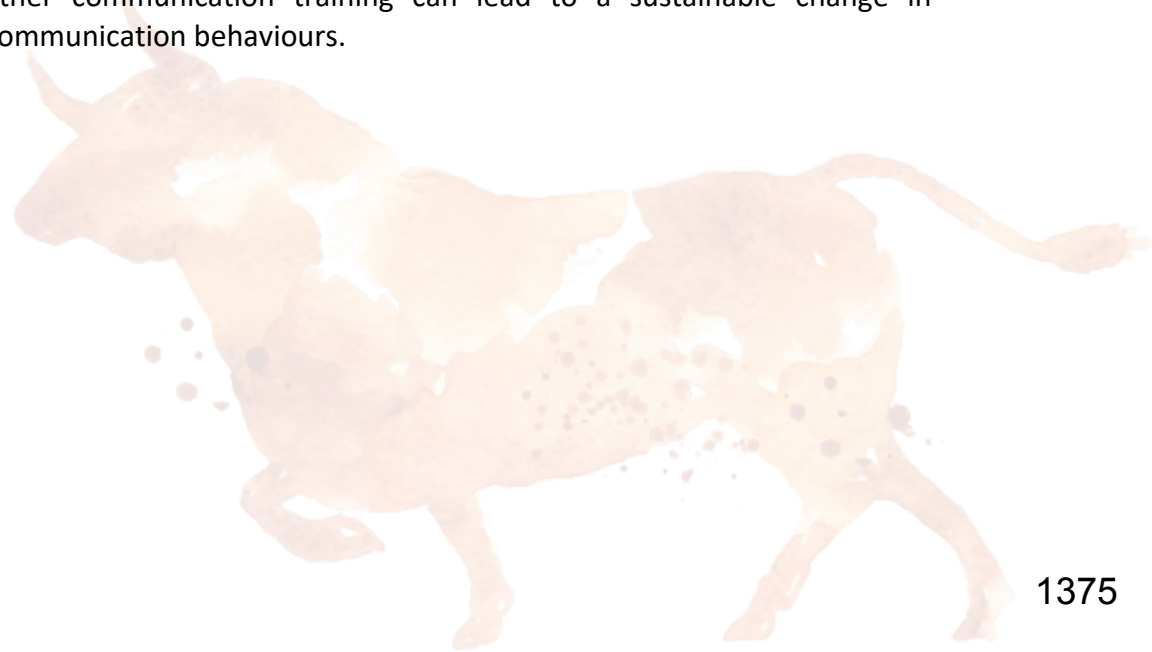 ther communication training can lead to a sustainable change in
ommunication behaviours.
1375